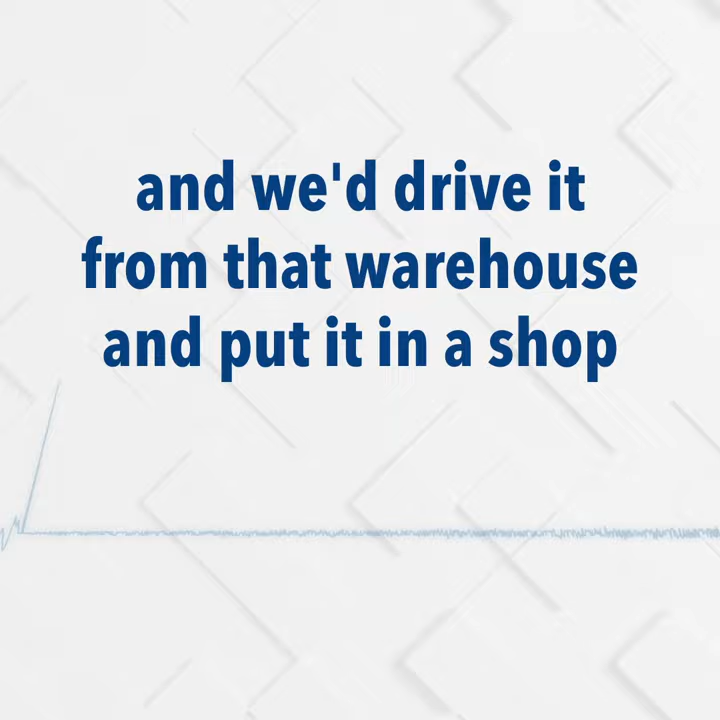 and we'd drive it
from that warehouse
and put it in a shop